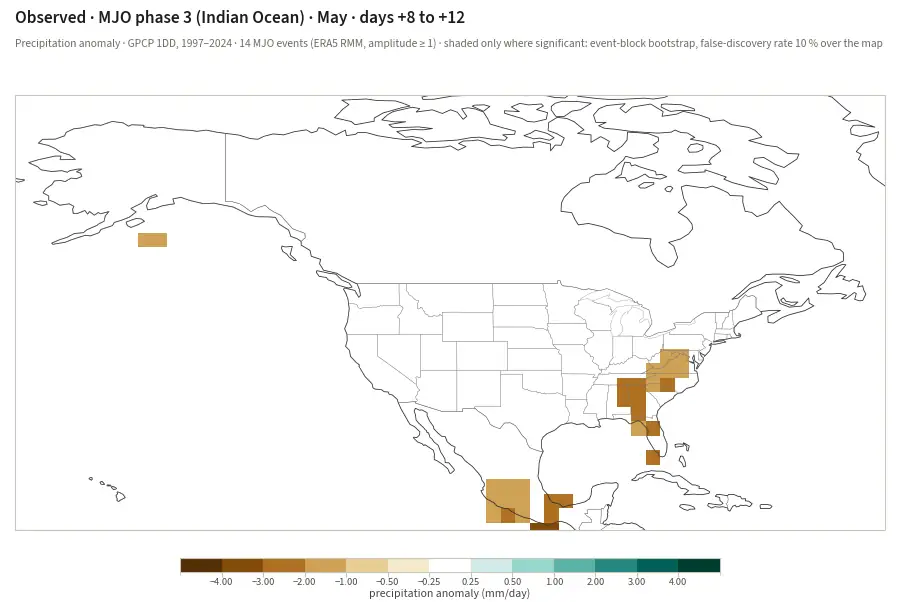 Observed · MJO phase 3 (Indian Ocean) · May · days +8 to +12
Precipitation anomaly · GPCP 1DD, 1997–2024 · 14 MJO events (ERA5 RMM, amplitude ≥ 1) · shaded only where significant: event-block bootstrap, false-discovery rate 10 % over the map
−4.00 −3.00 −2.00 −1.00 −0.50 −0.25 0.25 0.50 1.00 2.00 3.00 4.00
precipitation anomaly (mm/day)